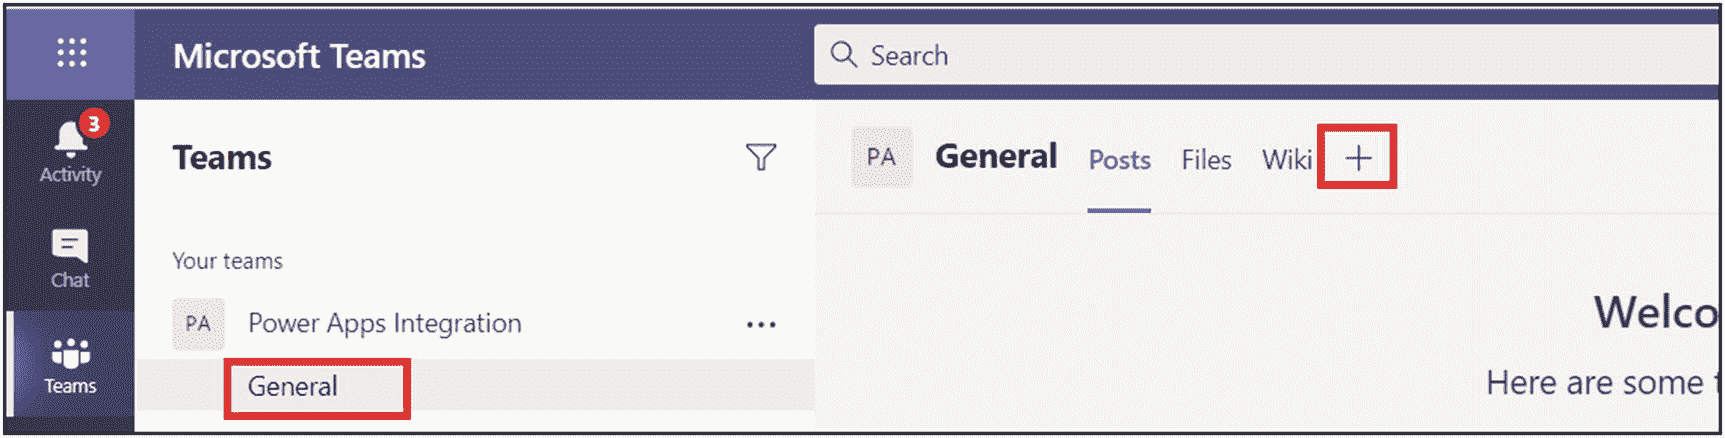 Microsoft Teams
Search
3
Activity
Chat
Teams
Teams
Your teams
PA Power Apps Integration ...
General
PA General Posts Files Wiki +
Here are some